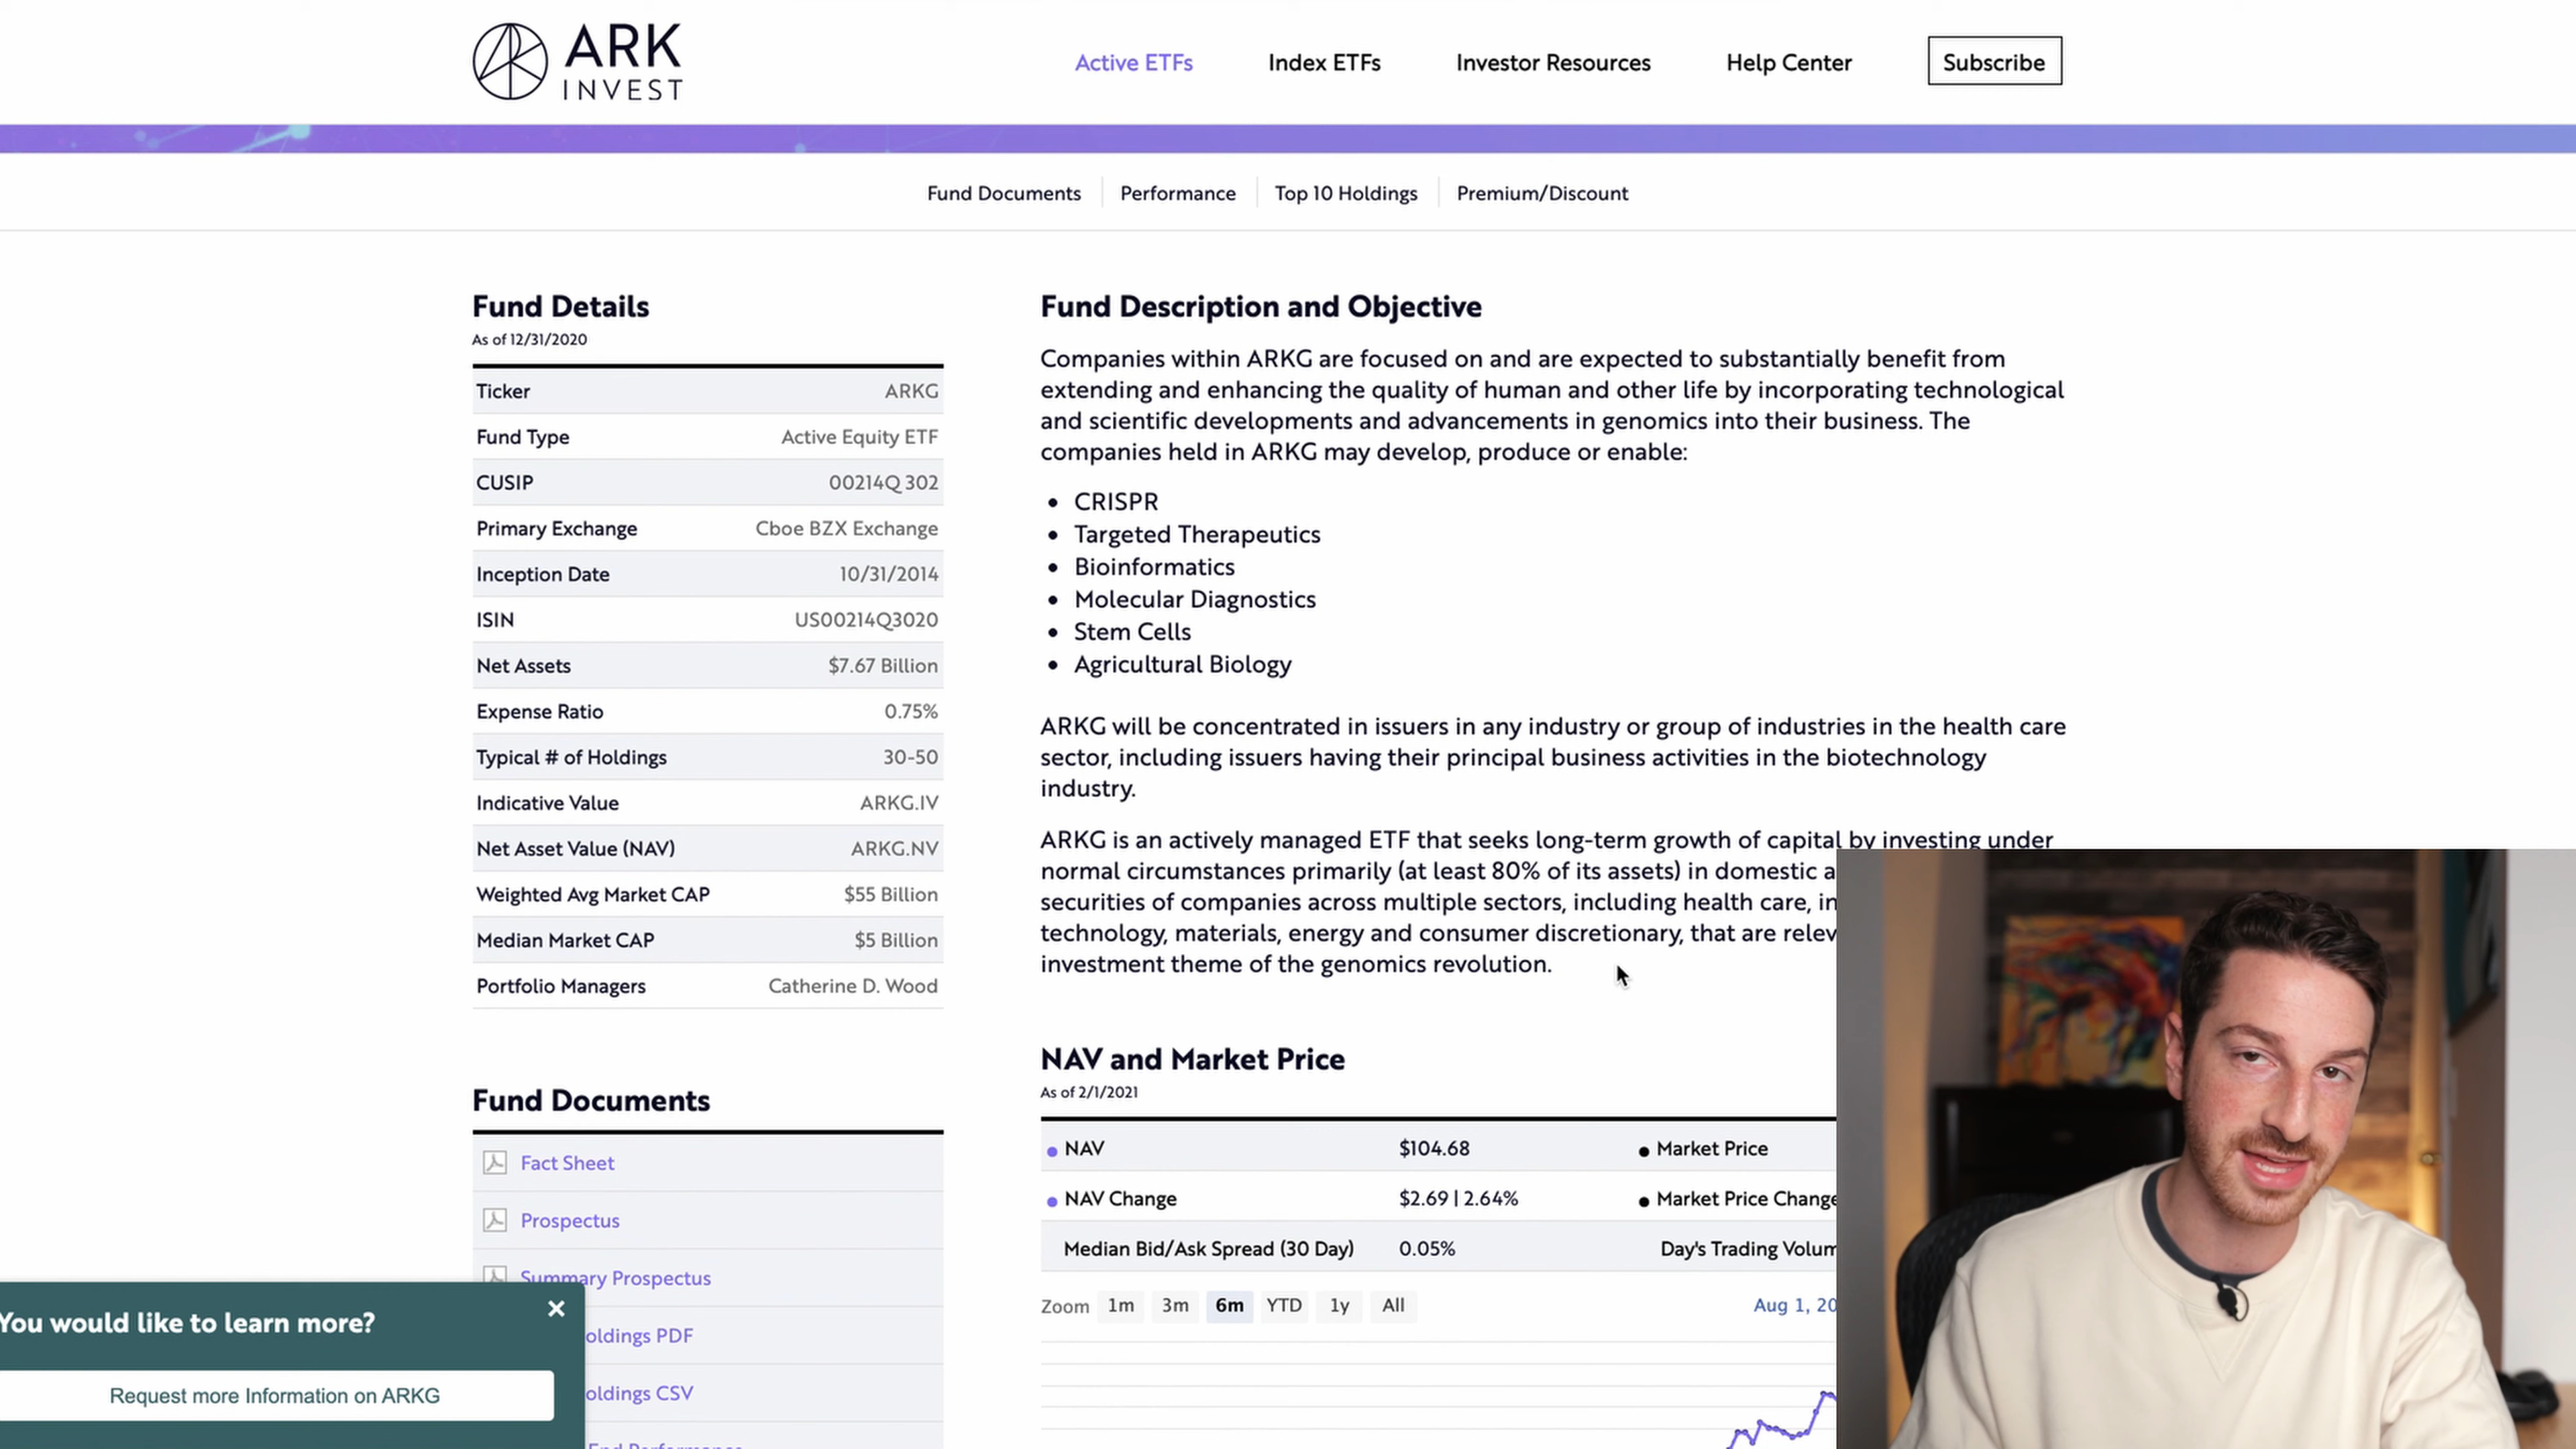 ARK
INVEST
Active ETFs
Index ETFs
Investor Resources
Help Center
Subscribe
Fund Documents
Performance
Top 10 Holdings
Premium/Discount
Fund Details
As of 12/31/2020
Ticker ARKG
Fund Type Active Equity ETF
CUSIP 00214Q 302
Primary Exchange Cboe BZX Exchange
Inception Date 10/31/2014
ISIN US00214Q3020
Net Assets $7.67 Billion
Expense Ratio 0.75%
Typical # of Holdings 30-50
Indicative Value ARKG.IV
Net Asset Value (NAV) ARKG.NV
Weighted Avg Market CAP $55 Billion
Median Market CAP $5 Billion
Portfolio Managers Catherine D. Wood
Fund Documents
Fact Sheet
Prospectus
Summary Prospectus
oldings PDF
oldings CSV
You would like to learn more?
Request more Information on ARKG
Fund Description and Objective
Companies within ARKG are focused on and are expected to substantially benefit from
extending and enhancing the quality of human and other life by incorporating technological
and scientific developments and advancements in genomics into their business. The
companies held in ARKG may develop, produce or enable:
• CRISPR
• Targeted Therapeutics
• Bioinformatics
• Molecular Diagnostics
• Stem Cells
• Agricultural Biology
ARKG will be concentrated in issuers in any industry or group of industries in the health care
sector, including issuers having their principal business activities in the biotechnology
industry.
ARKG is an actively managed ETF that seeks long-term growth of capital by investing under
normal circumstances primarily (at least 80% of its assets) in domestic a
securities of companies across multiple sectors, including health care, in
technology, materials, energy and consumer discretionary, that are relev
investment theme of the genomics revolution.
NAV and Market Price
As of 2/1/2021
NAV $104.68 Market Price
NAV Change $2.69 | 2.64% Market Price Change
Median Bid/Ask Spread (30 Day) 0.05% Day's Trading Volum
Zoom 1m 3m 6m YTD 1y All Aug 1, 20